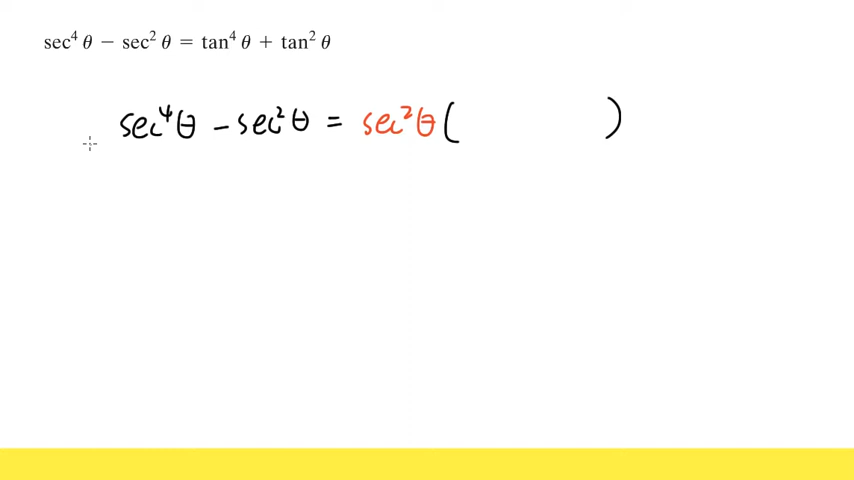 sec⁴ θ − sec² θ = tan⁴ θ + tan² θ
sec⁴θ − sec²θ = sec²θ( )